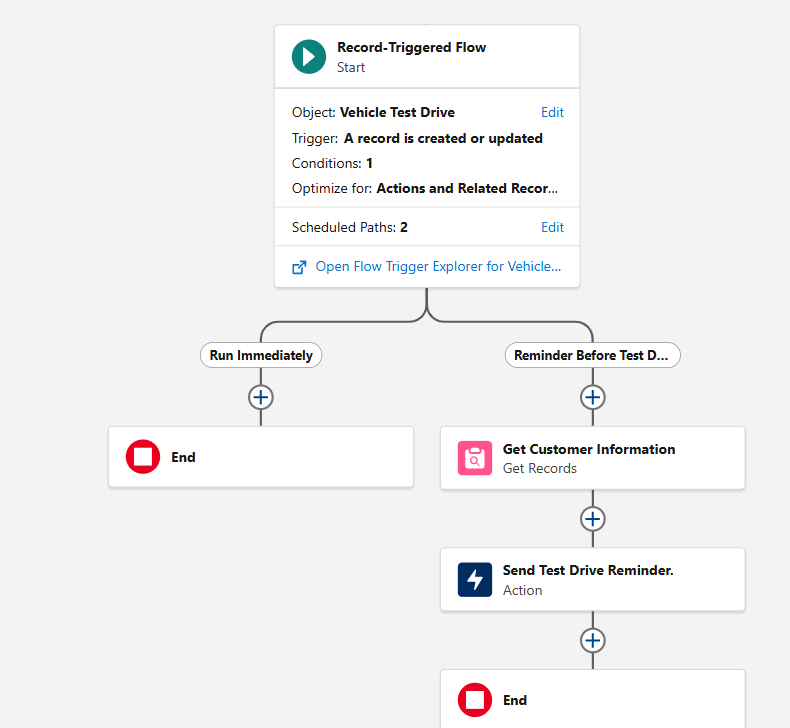 Record-Triggered Flow
Start
Object: Vehicle Test Drive Edit
Trigger: A record is created or updated
Conditions: 1
Optimize for: Actions and Related Recor...
Scheduled Paths: 2 Edit
Open Flow Trigger Explorer for Vehicle...
Run Immediately
Reminder Before Test D...
End
Get Customer Information
Get Records
Send Test Drive Reminder.
Action
End